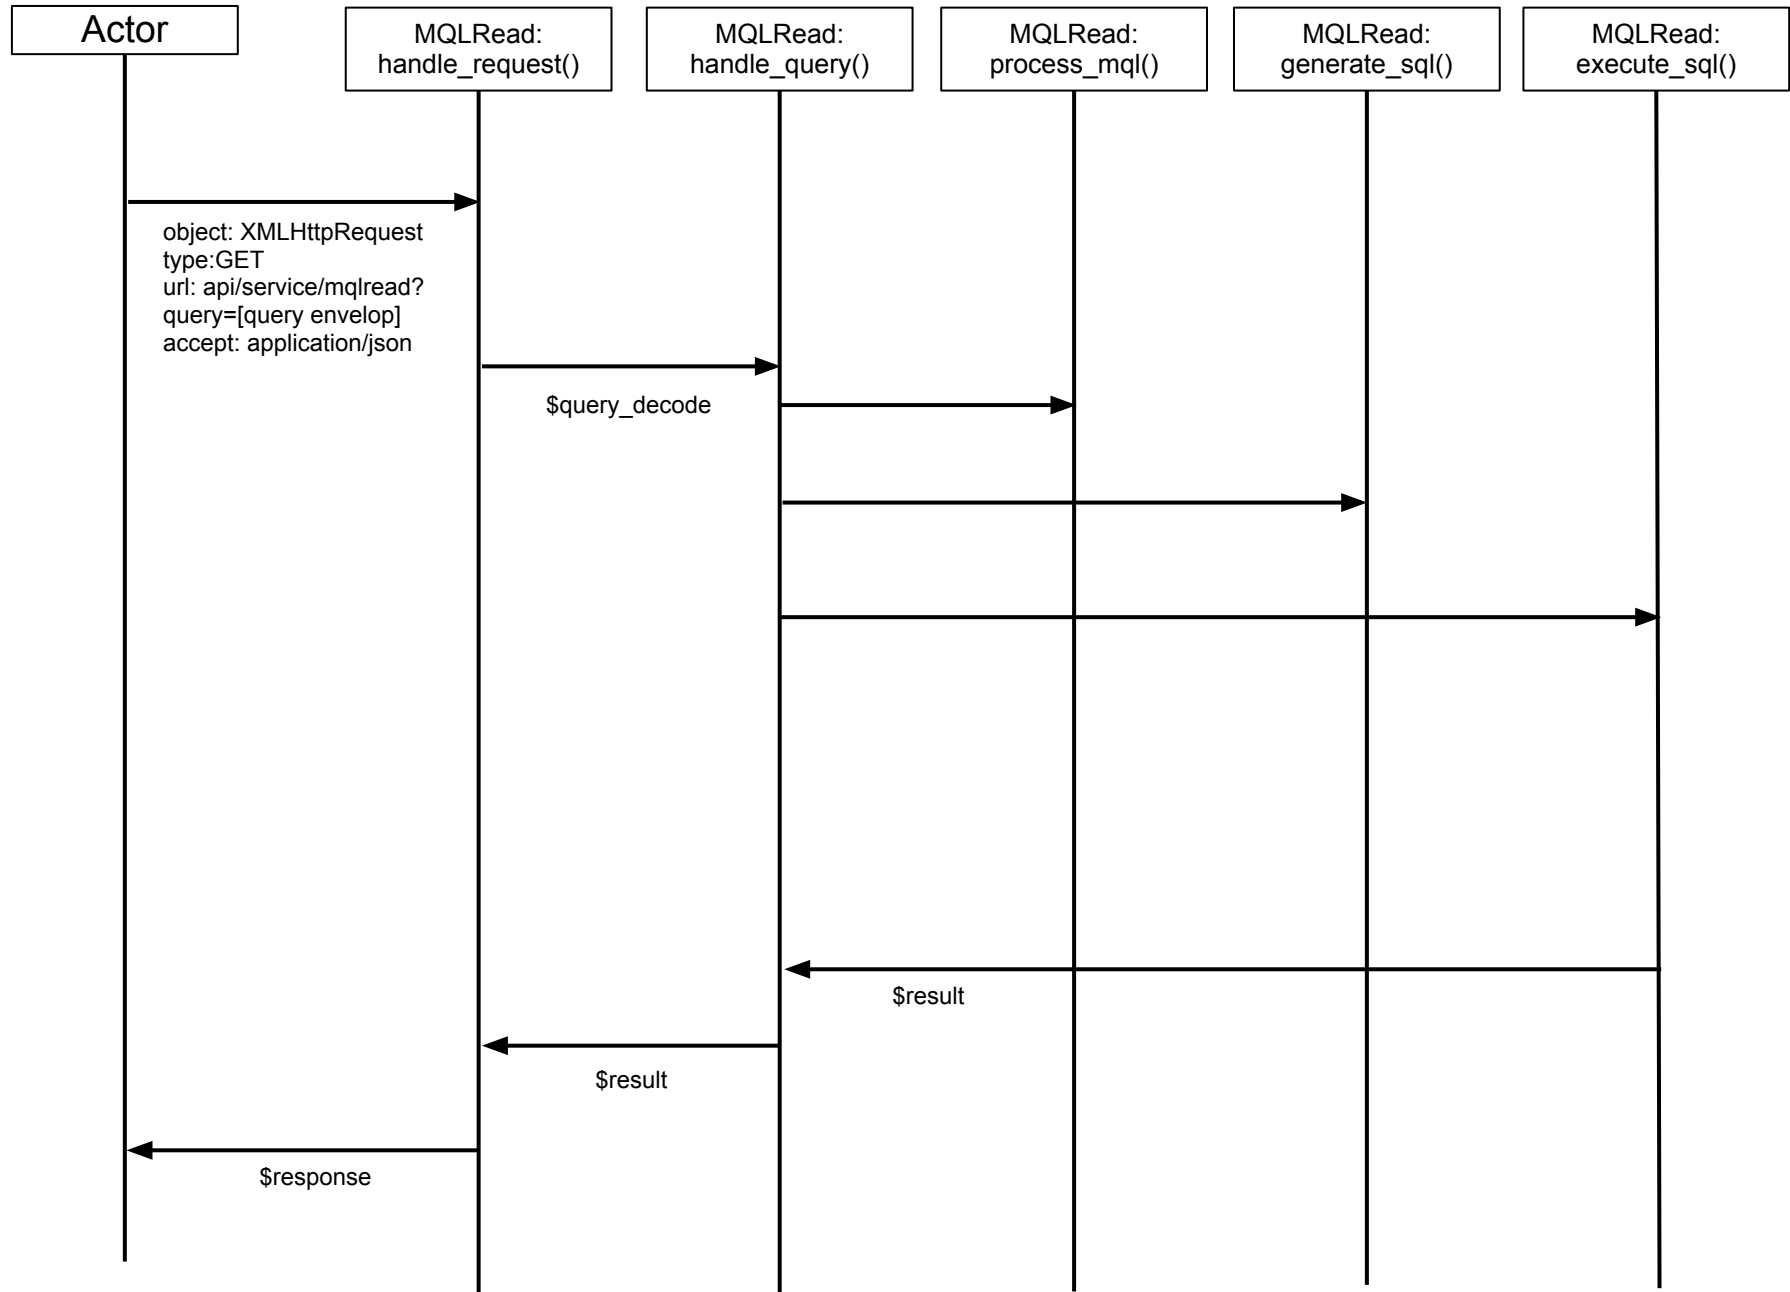 Actor
MQLRead:
handle_request()
MQLRead:
handle_query()
MQLRead:
process_mql()
MQLRead:
generate_sql()
MQLRead:
execute_sql()
object: XMLHttpRequest
type:GET
url: api/service/mqlread?
query=[query envelop]
accept: application/json
$query_decode
$result
$result
$response